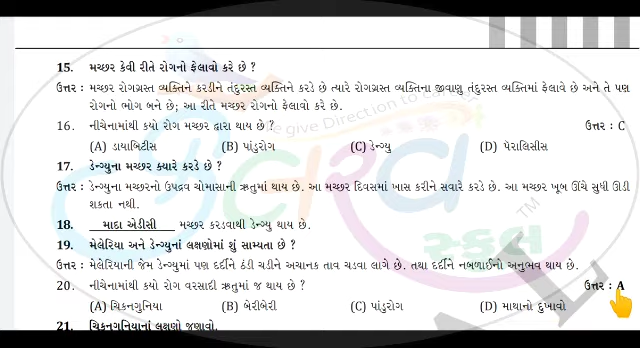 15. મચ્છર કેવી રીતે રોગનો ફેલાવો કરે છે ?
ઉત્તર : મચ્છર રોગગ્રસ્ત વ્યક્તિને કરડીને તંદુરસ્ત વ્યક્તિને કરડે છે ત્યારે રોગગ્રસ્ત વ્યક્તિના જીવાણુ તંદુરસ્ત વ્યક્તિમાં ફેલાવે છે અને તે પણ
રોગનો ભોગ બને છે; આ રીતે મચ્છર રોગનો ફેલાવો કરે છે.
16. નીચેનામાંથી કયો રોગ મચ્છર દ્વારા થાય છે ? ઉત્તર : C
(A) ડાયાબિટીસ (B) પાંડુરોગ (C) ડેન્ગ્યુ (D) પેરાલિસીસ
17. ડેન્ગ્યુના મચ્છર ક્યારે કરડે છે ?
ઉત્તર : ડેન્ગ્યુના મચ્છરનો ઉપદ્રવ ચોમાસાની ઋતુમાં થાય છે. આ મચ્છર દિવસમાં ખાસ કરીને સવારે કરડે છે. આ મચ્છર ખૂબ ઊંચે સુધી ઊડી
શકતા નથી.
18. માદા એડીસી મચ્છર કરડવાથી ડેન્ગ્યુ થાય છે.
19. મેલેરિયા અને ડેન્ગ્યુનાં લક્ષણોમાં શું સામ્યતા છે ?
ઉત્તર : મેલેરિયાની જેમ ડેન્ગ્યુમાં પણ દર્દીને ઠંડી ચડીને અચાનક તાવ ચડવા લાગે છે. તથા દર્દીને નબળાઈનો અનુભવ થાય છે.
20. નીચેનામાંથી કયો રોગ વરસાદી ઋતુમાં જ થાય છે ? ઉત્તર : A
(A) ચિકનગુનિયા (B) બેરીબેરી (C) પાંડુરોગ (D) માથાનો દુખાવો
21. ચિકનગુનિયાનાં લક્ષણો જણાવો.